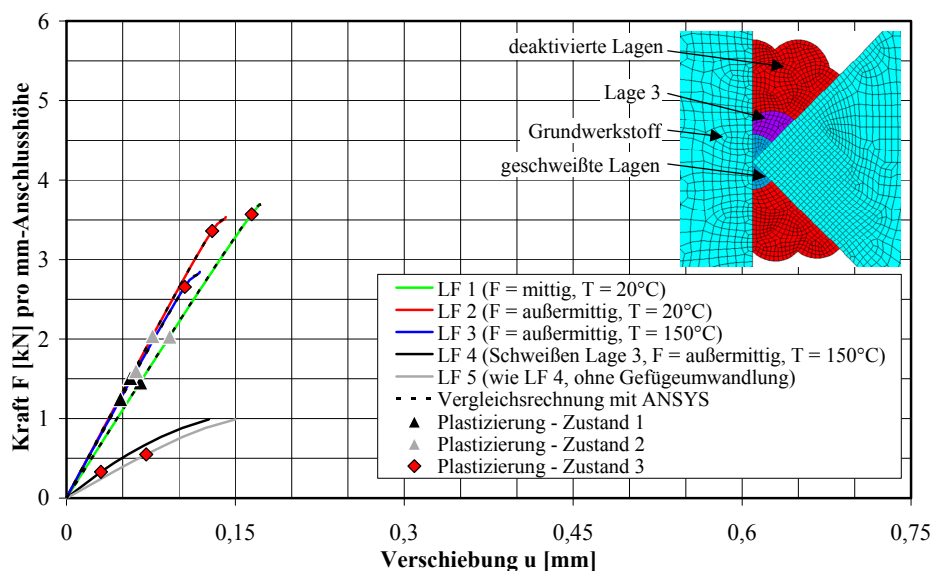 Kraft F [kN] pro mm-Anschlusshöhe
6
5
4
3
2
1
0
deaktivierte Lagen
Lage 3
Grundwerkstoff
geschweißte Lagen
LF 1 (F = mittig, T = 20°C)
LF 2 (F = außermittig, T = 20°C)
LF 3 (F = außermittig, T = 150°C)
LF 4 (Schweißen Lage 3, F = außermittig, T = 150°C)
LF 5 (wie LF 4, ohne Gefügeumwandlung)
Vergleichsrechnung mit ANSYS
Plastizierung - Zustand 1
Plastizierung - Zustand 2
Plastizierung - Zustand 3
0 0,15 0,3 0,45 0,6 0,75
Verschiebung u [mm]